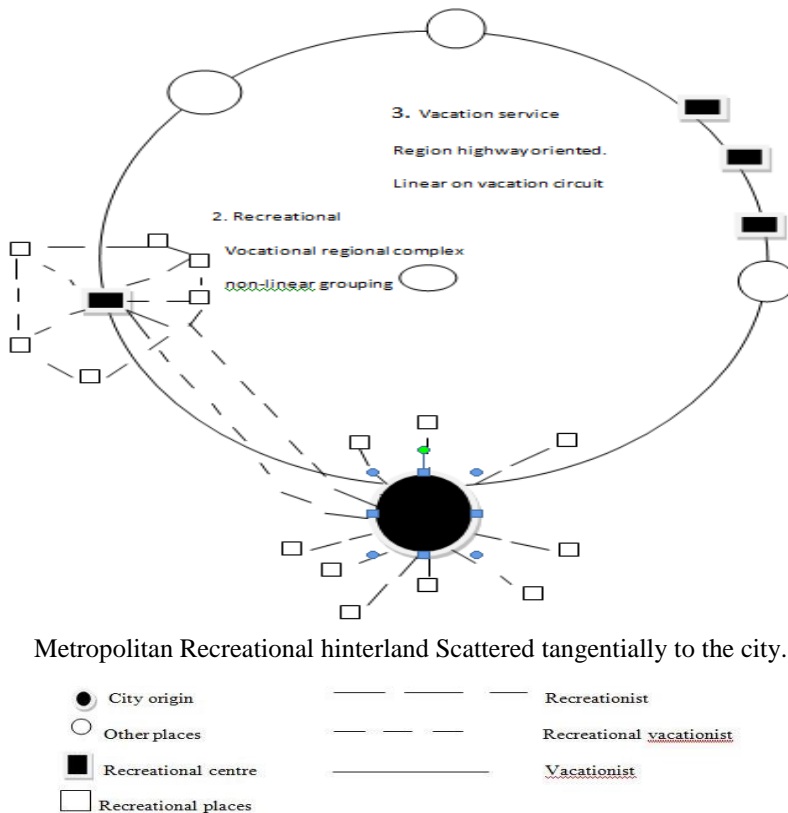 3. Vacation service
Region highway oriented.
Linear on vacation circuit
2. Recreational
Vocational regional complex
non-linear grouping
Metropolitan Recreational hinterland Scattered tangentially to the city.
City origin
Recreationist
Other places
Recreational vacationist
Recreational centre
Vacationist
Recreational places